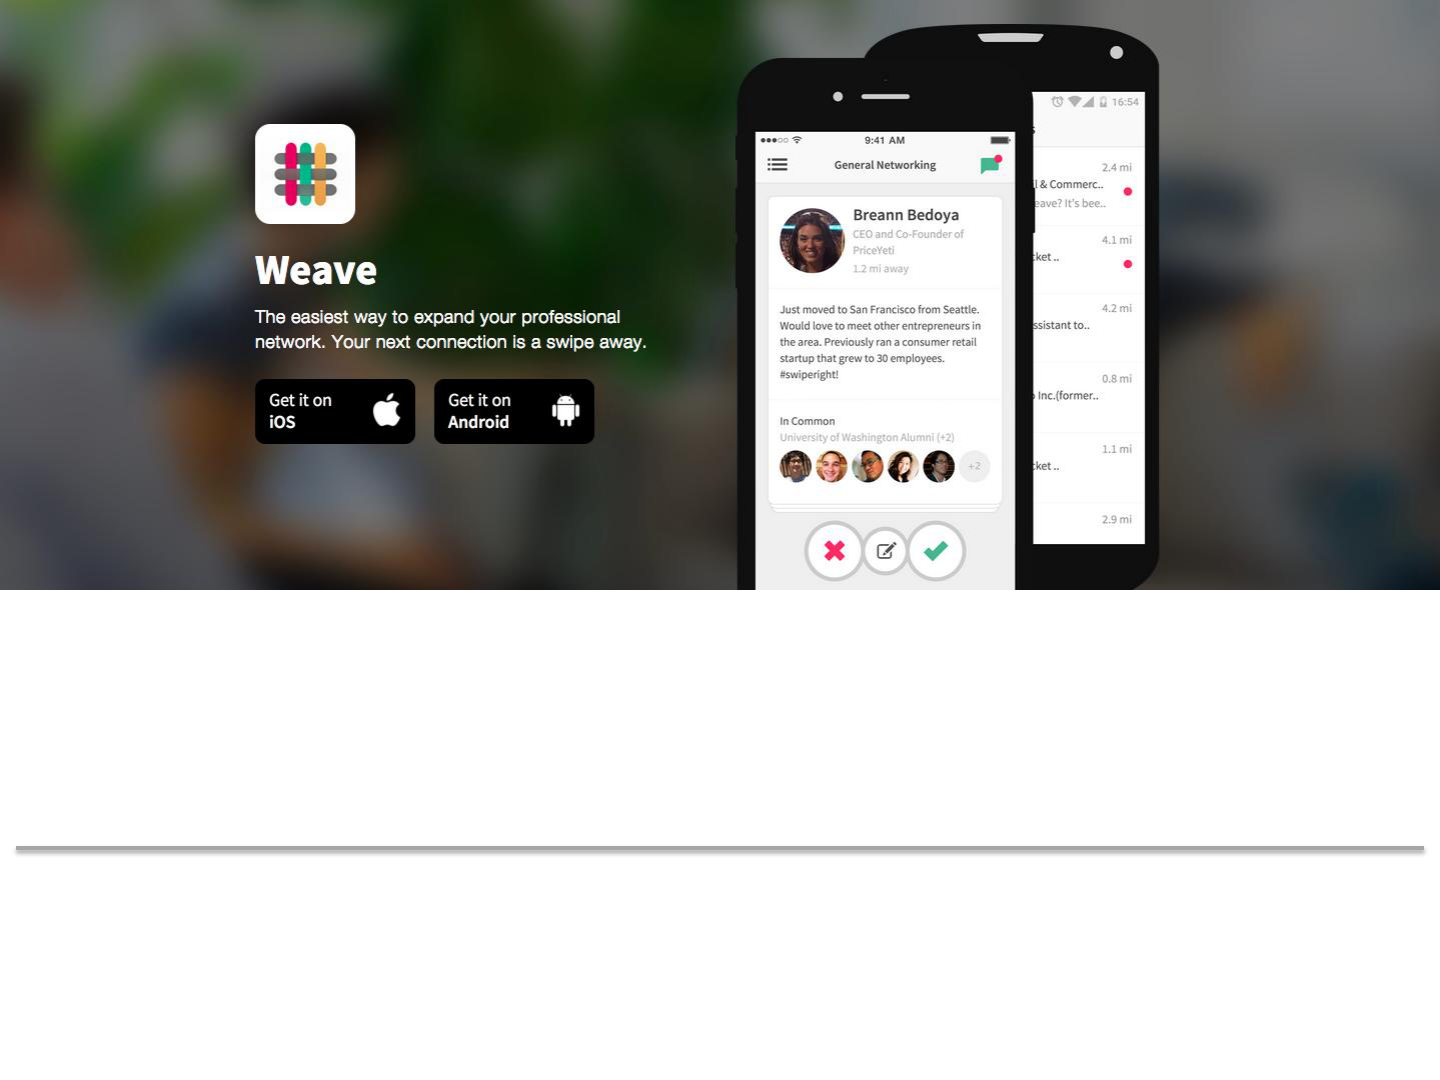 Weave
The easiest way to expand your professional
network. Your next connection is a swipe away.
Get it on
iOS
Get it on
Android
9:41 AM
General Networking
Breann Bedoya
CEO and Co-Founder of
PriceYeti
1.2 mi away
Just moved to San Francisco from Seattle.
Would love to meet other entrepreneurs in
the area. Previously ran a consumer retail
startup that grew to 30 employees.
#swiperight!
In Common
University of Washington Alumni (+2)
+2
16:54
2.4 mi
& Commerc..
eave? It's bee..
4.1 mi
cket ..
4.2 mi
ssistant to..
0.8 mi
Inc.(former..
1.1 mi
cket ..
2.9 mi